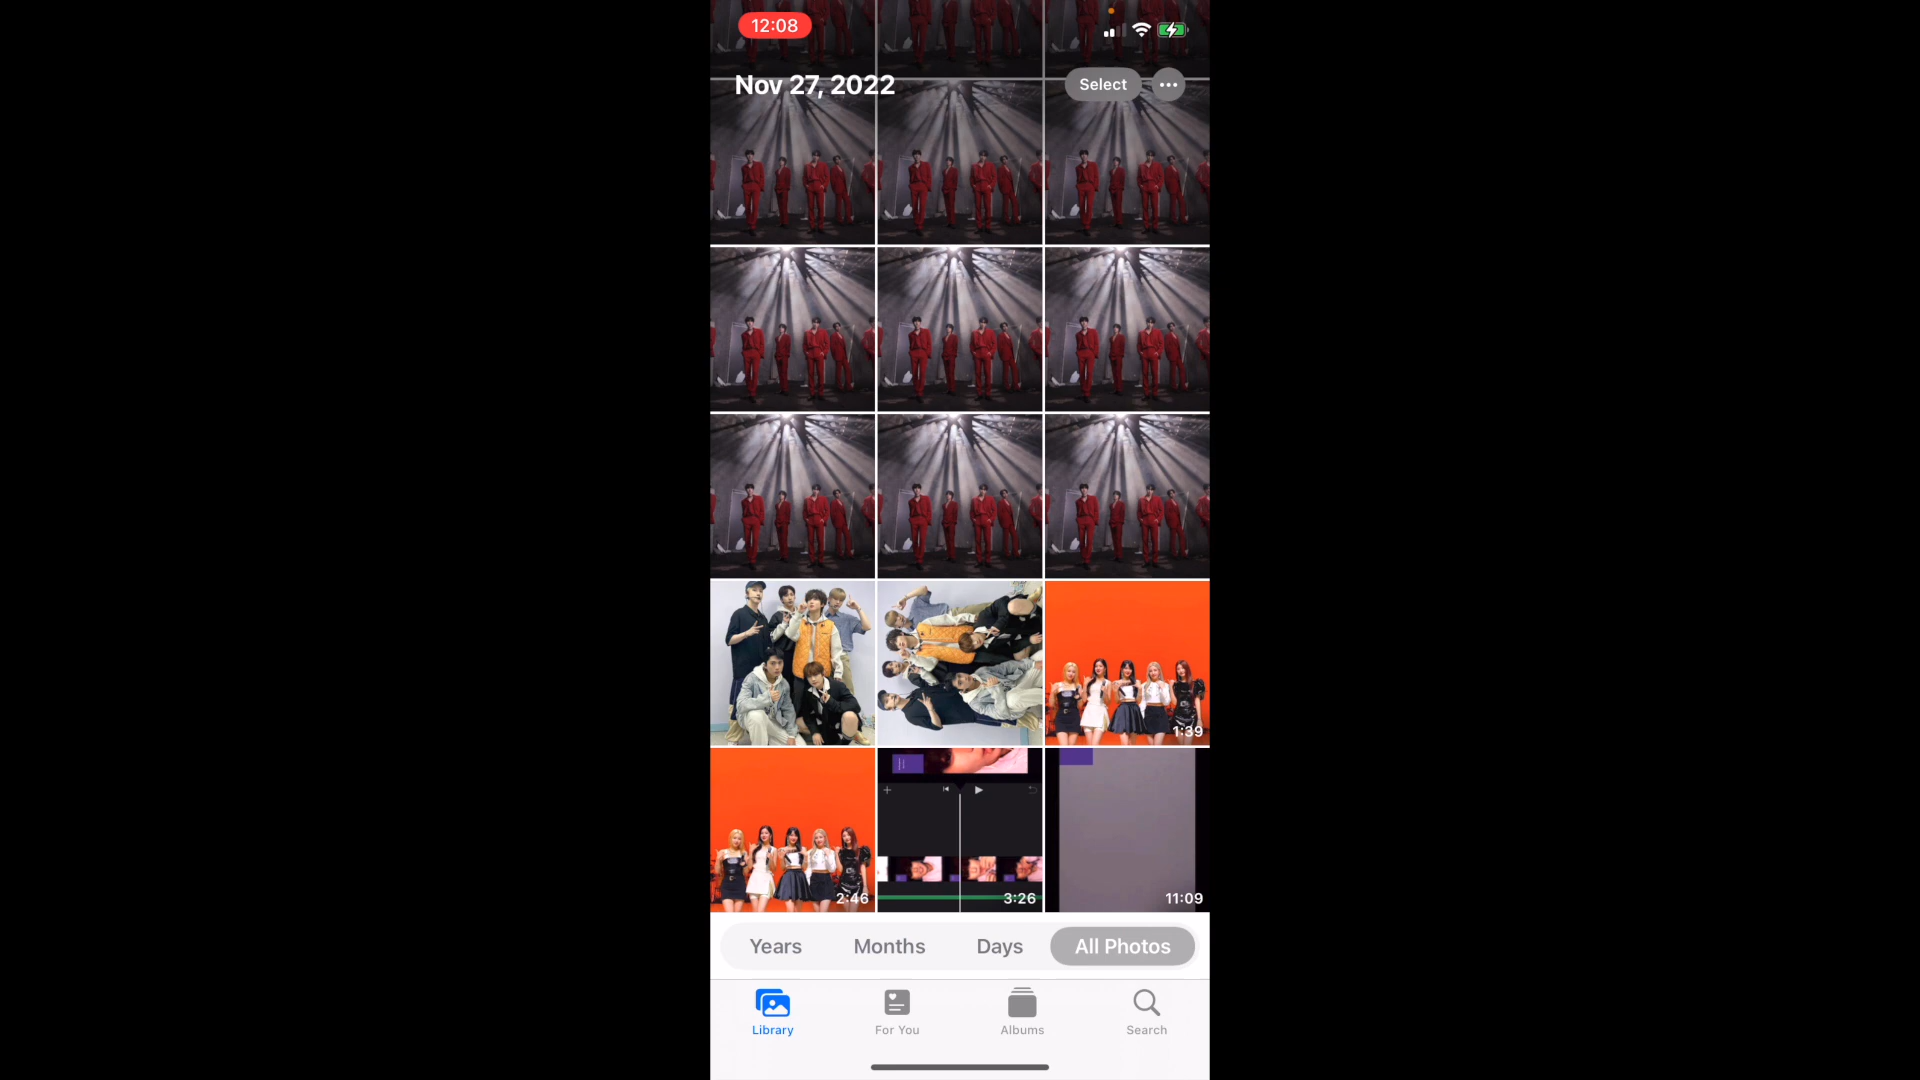 12:08
Nov 27, 2022
Select
1:39
2:46
3:26
11:09
Years Months Days All Photos
Library For You Albums Search